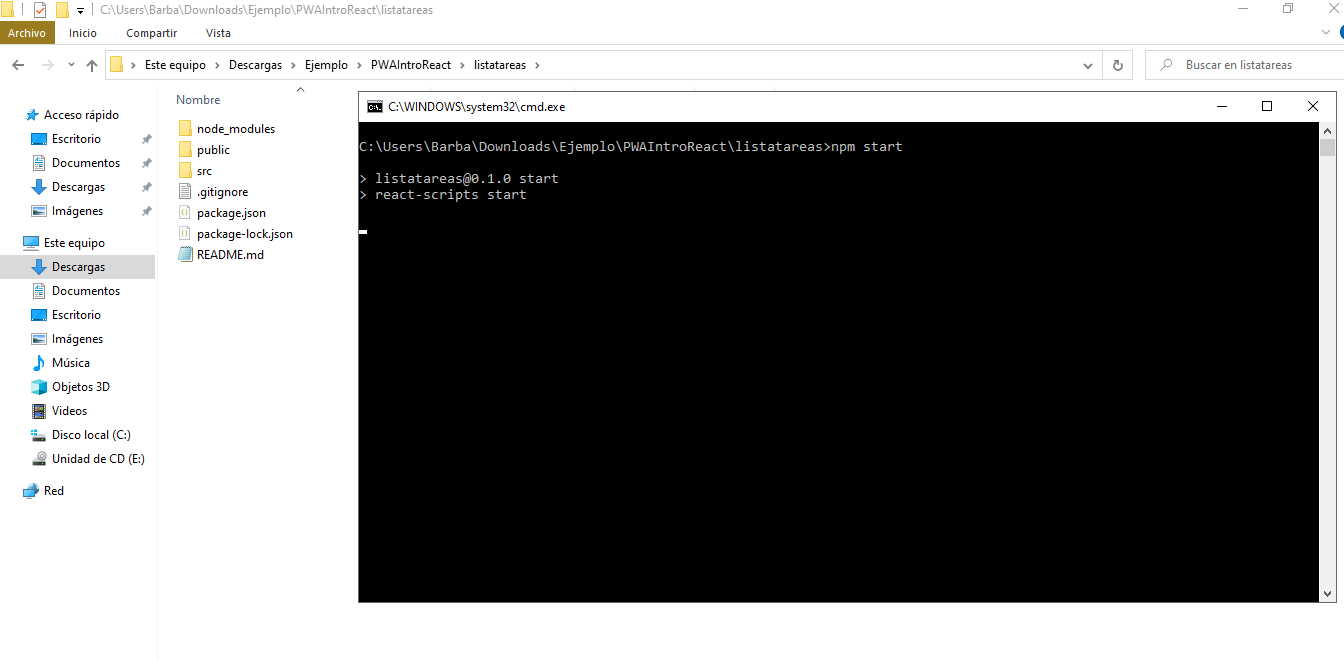 C:\Users\Barba\Downloads\Ejemplo\PWAIntroReact\listatareas
Archivo Inicio Compartir Vista
Este equipo > Descargas > Ejemplo > PWAIntroReact > listatareas >
Buscar en listatareas
Acceso rápido
Escritorio
Documentos
Descargas
Imágenes
Este equipo
Descargas
Documentos
Escritorio
Imágenes
Música
Objetos 3D
Videos
Disco local (C:)
Unidad de CD (E:)
Red
Nombre
node_modules
public
src
.gitignore
package.json
package-lock.json
README.md
C:\WINDOWS\system32\cmd.exe
C:\Users\Barba\Downloads\Ejemplo\PWAIntroReact\listatareas>npm start
> listatareas@0.1.0 start
> react-scripts start